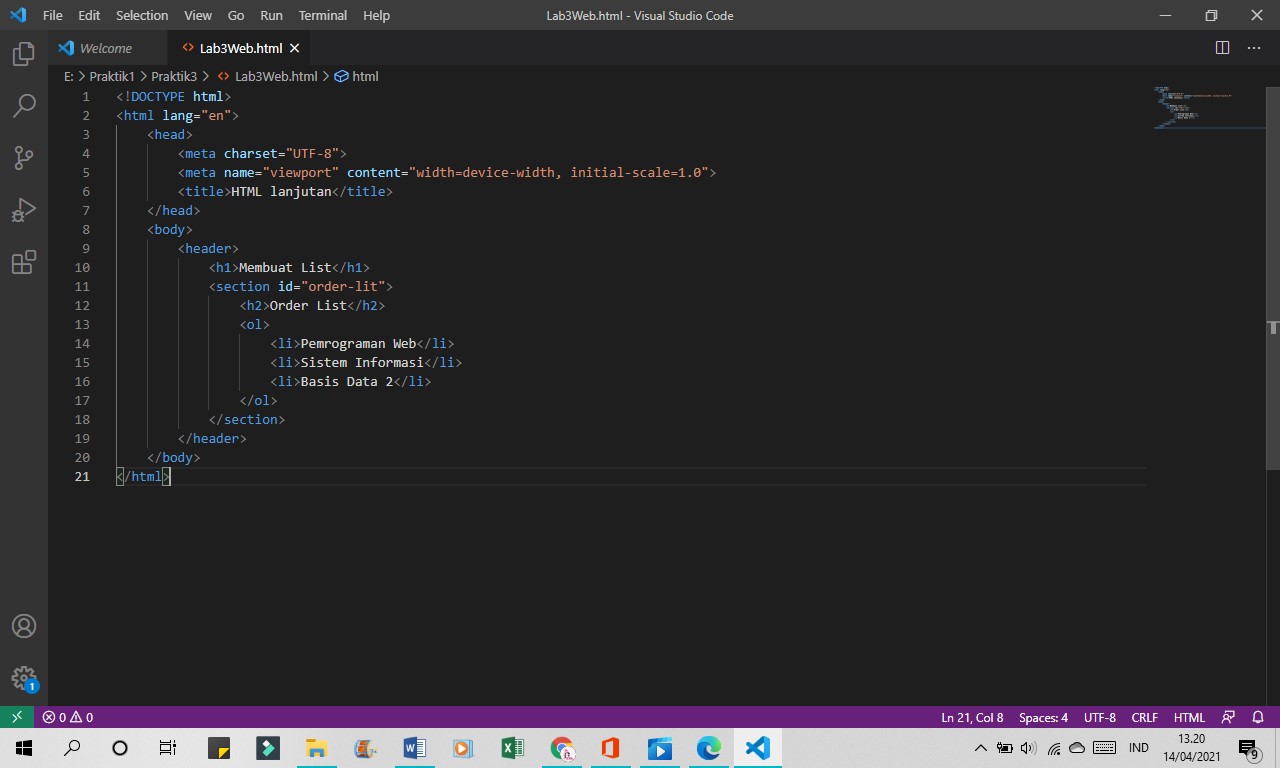 File Edit Selection View Go Run Terminal Help Lab3Web.html - Visual Studio Code
Welcome Lab3Web.html
E: > Praktik1 > Praktik3 > Lab3Web.html > html
1 <!DOCTYPE html>
2 <html lang="en">
3 <head>
4 <meta charset="UTF-8">
5 <meta name="viewport" content="width=device-width, initial-scale=1.0">
6 <title>HTML lanjutan</title>
7 </head>
8 <body>
9 <header>
10 <h1>Membuat List</h1>
11 <section id="order-lit">
12 <h2>Order List</h2>
13 <ol>
14 <li>Pemrograman Web</li>
15 <li>Sistem Informasi</li>
16 <li>Basis Data 2</li>
17 </ol>
18 </section>
19 </header>
20 </body>
21 </html>
1
0 0 Ln 21, Col 8 Spaces: 4 UTF-8 CRLF HTML
IND 13.20
14/04/2021 9